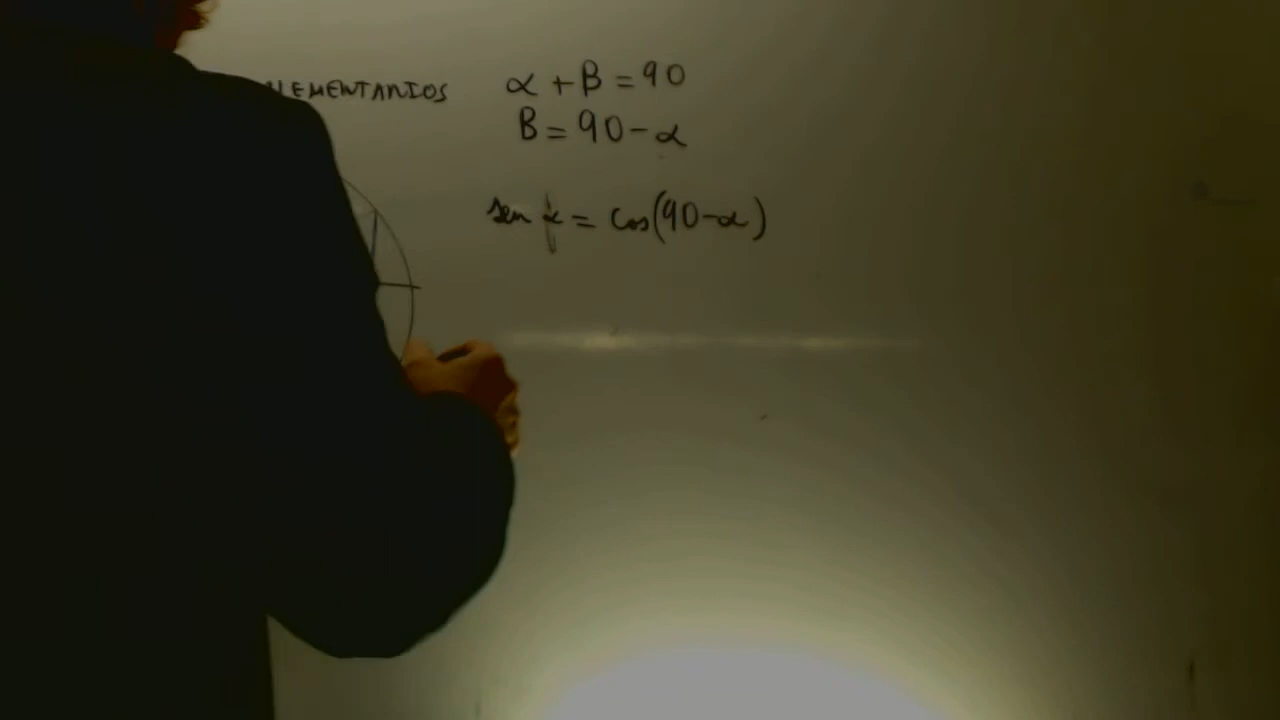 LEMENTARIOS α + β = 90
β = 90 - α
sen α = cos(90-α)